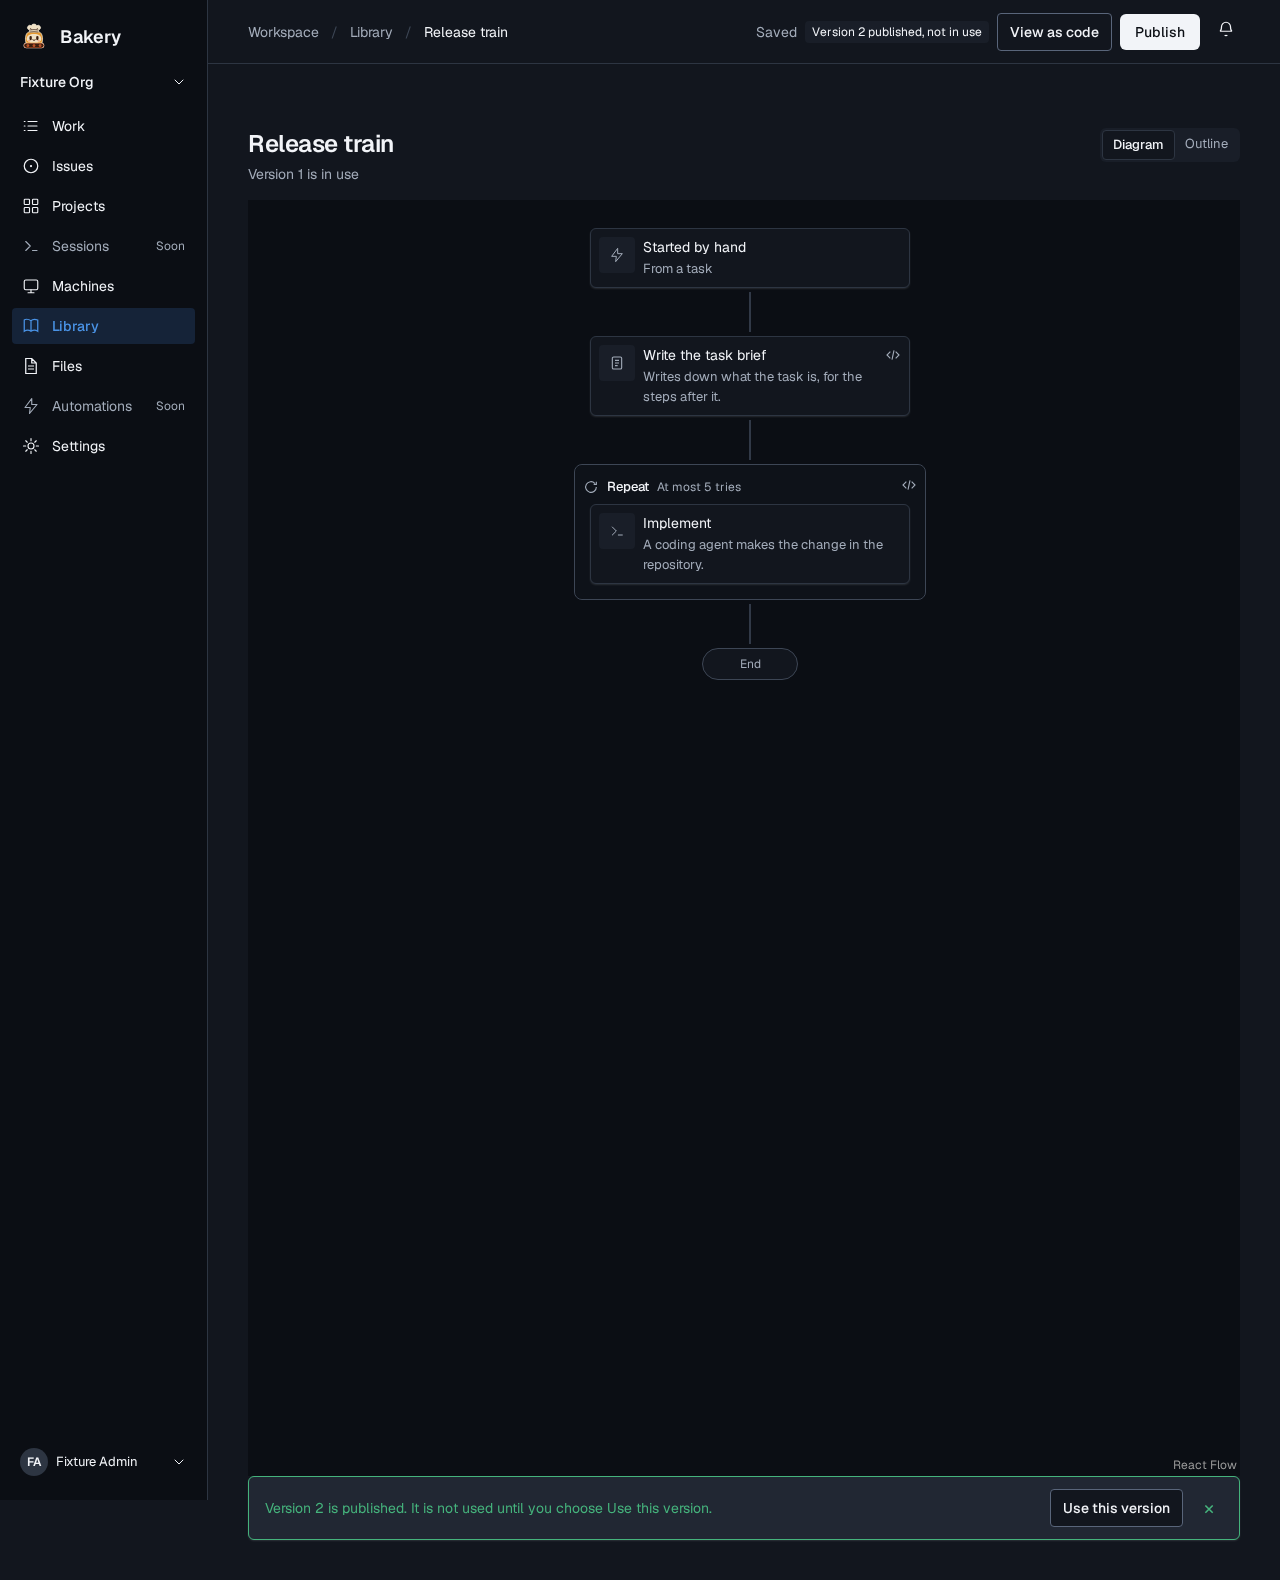 Bakery
Fixture Org
Work
Issues
Projects
Sessions Soon
Machines
Library
Files
Automations Soon
Settings
FA Fixture Admin
Workspace / Library / Release train
Saved Version 2 published, not in use View as code Publish
Release train
Version 1 is in use
Diagram Outline
Started by hand
From a task
Write the task brief
Writes down what the task is, for the
steps after it.
Repeat At most 5 tries
Implement
A coding agent makes the change in the
repository.
End
React Flow
Version 2 is published. It is not used until you choose Use this version.
Use this version